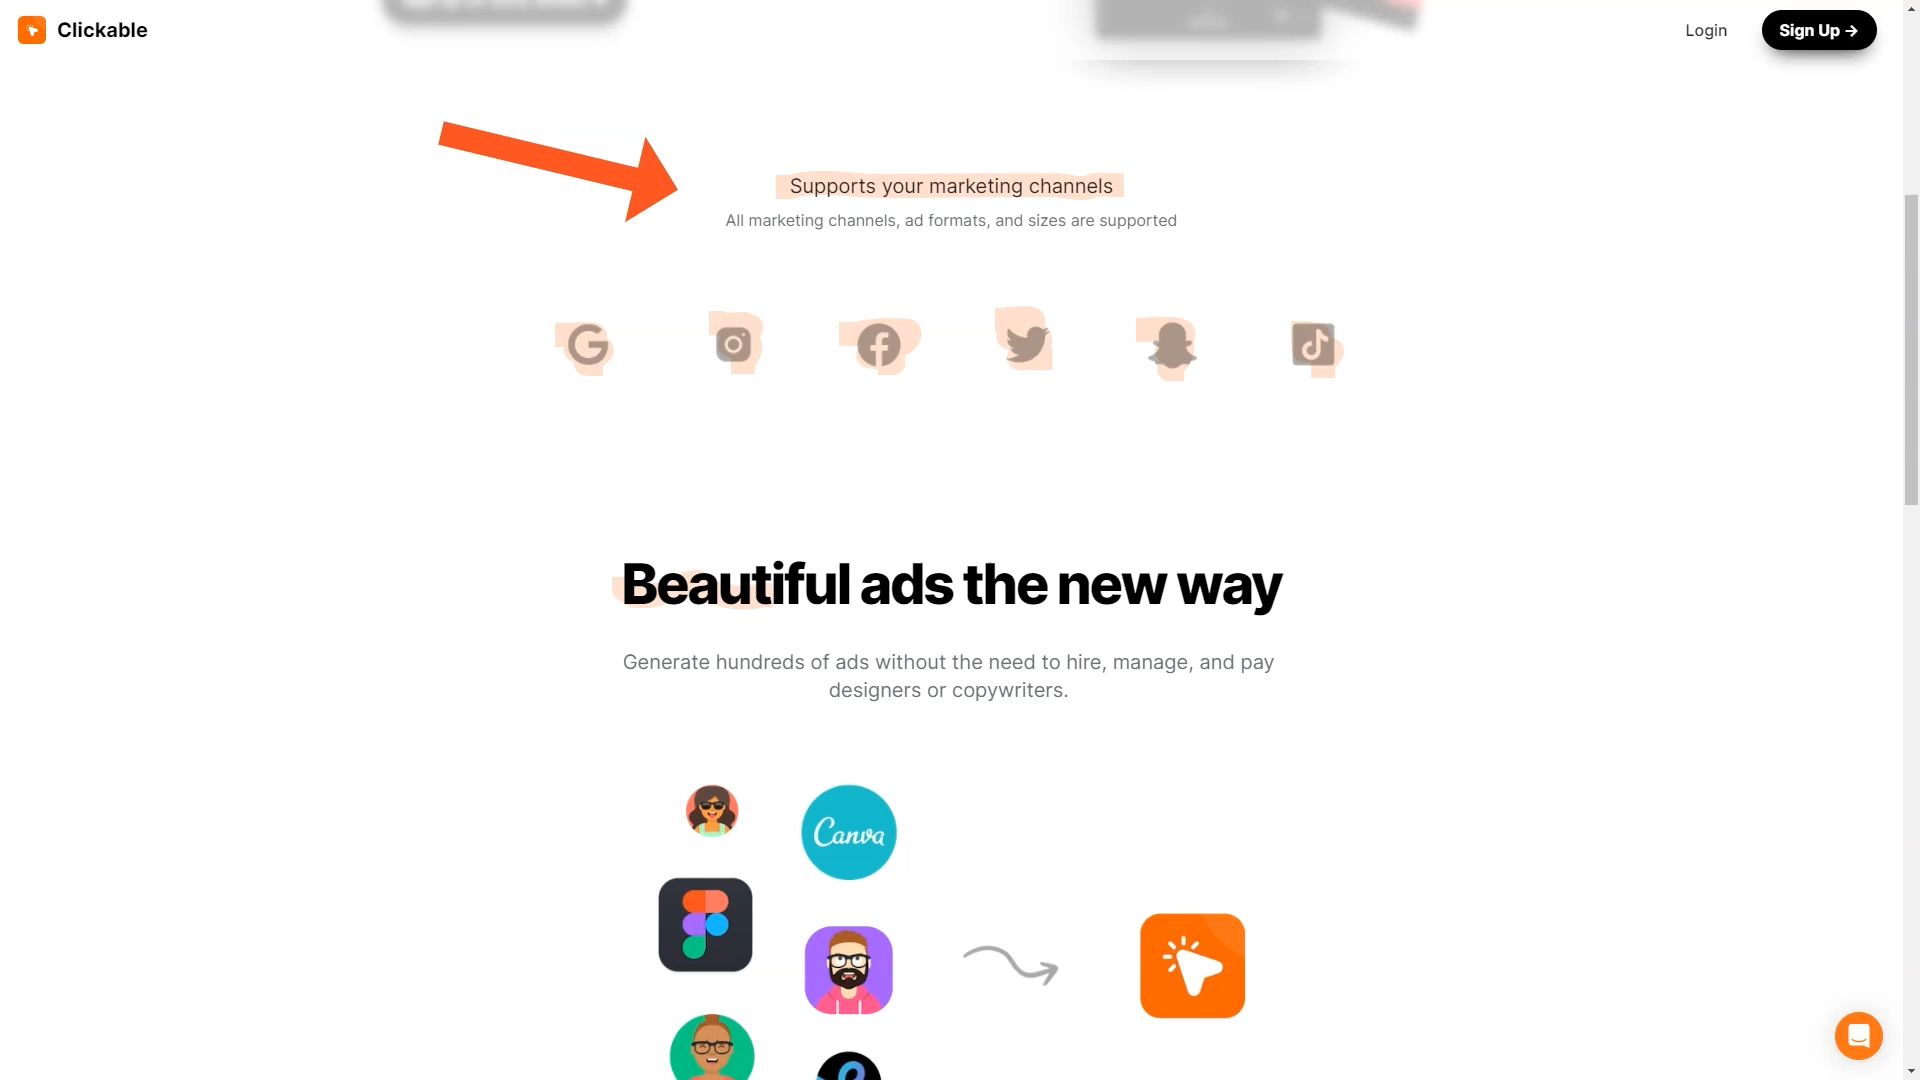 Clickable
Login
Sign Up →
Supports your marketing channels
All marketing channels, ad formats, and sizes are supported
Beautiful ads the new way
Generate hundreds of ads without the need to hire, manage, and pay
designers or copywriters.
Canva